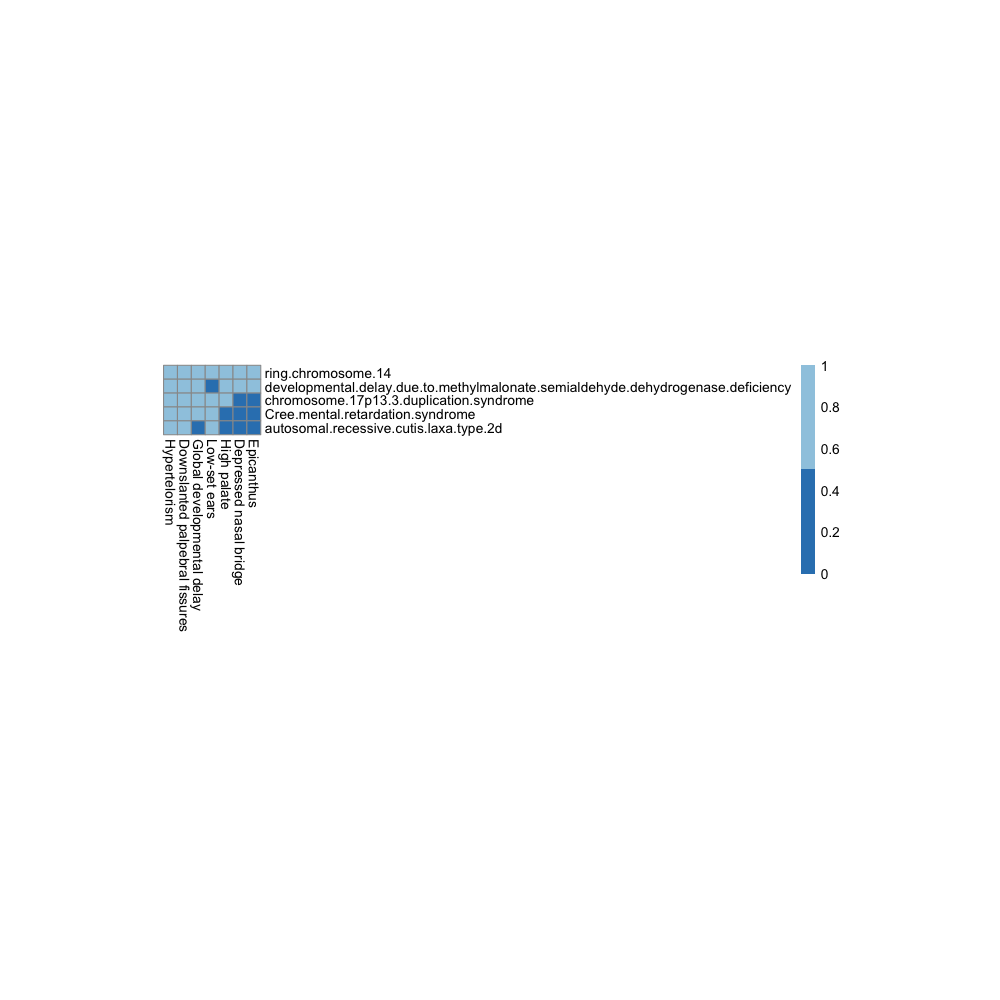 ring.chromosome.14
developmental.delay.due.to.methylmalonate.semialdehyde.dehydrogenase.deficiency
chromosome.17p13.3.duplication.syndrome
Cree.mental.retardation.syndrome
autosomal.recessive.cutis.laxa.type.2d
Hypertelorism
Downslanted palpebral fissures
Global developmental delay
Low-set ears
High palate
Depressed nasal bridge
Epicanthus
1
0.8
0.6
0.4
0.2
0